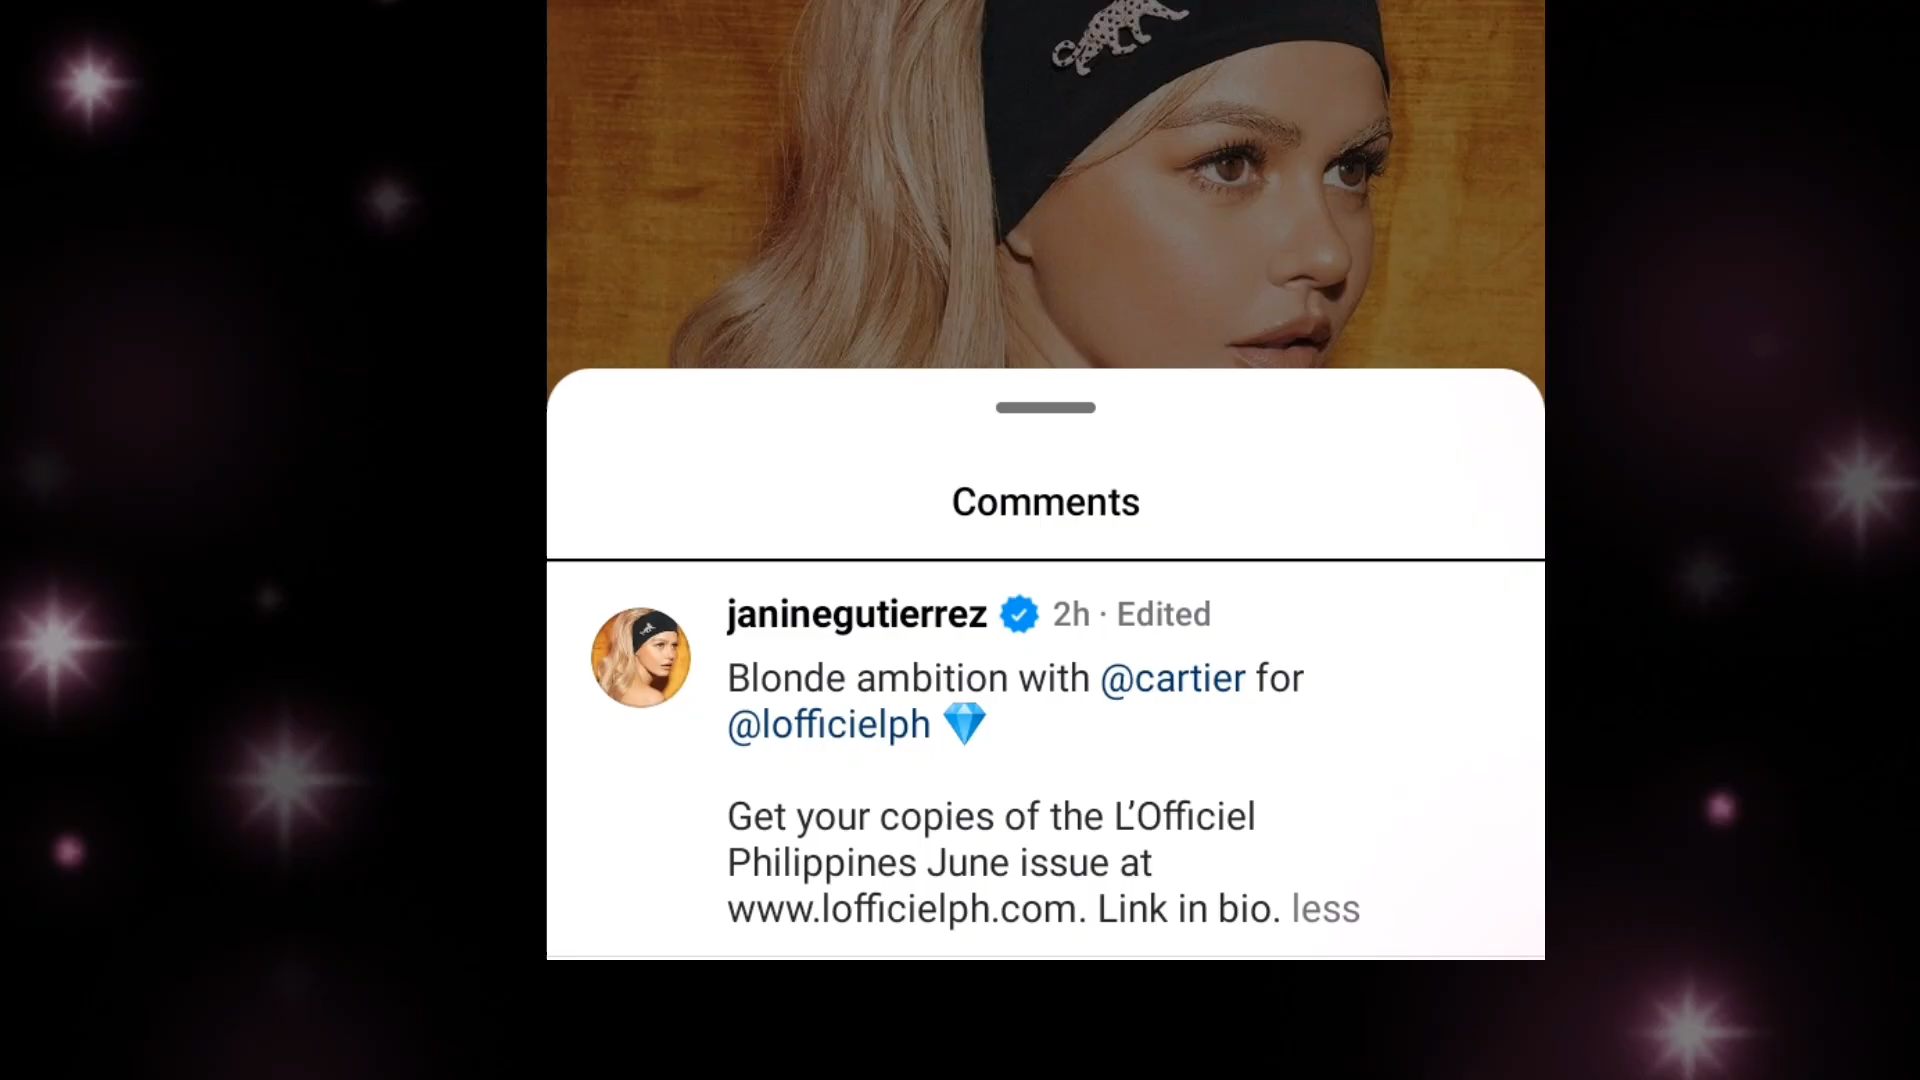 Comments
janinegutierrez 2h · Edited
Blonde ambition with @cartier for
@lofficielph 💎
Get your copies of the L’Officiel
Philippines June issue at
www.lofficielph.com. Link in bio. less